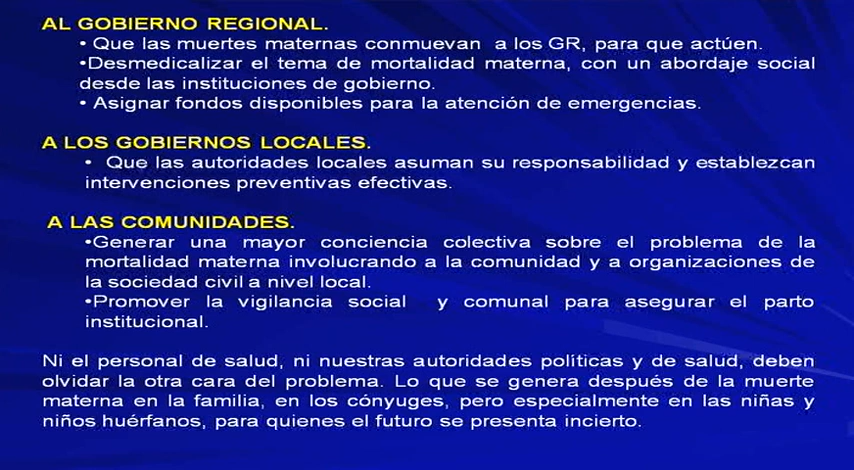 AL GOBIERNO REGIONAL.
• Que las muertes maternas conmuevan a los GR, para que actúen.
•Desmedicalizar el tema de mortalidad materna, con un abordaje social
desde las instituciones de gobierno.
• Asignar fondos disponibles para la atención de emergencias.
A LOS GOBIERNOS LOCALES.
• Que las autoridades locales asuman su responsabilidad y establezcan
intervenciones preventivas efectivas.
A LAS COMUNIDADES.
•Generar una mayor conciencia colectiva sobre el problema de la
mortalidad materna involucrando a la comunidad y a organizaciones de
la sociedad civil a nivel local.
•Promover la vigilancia social y comunal para asegurar el parto
institucional.
Ni el personal de salud, ni nuestras autoridades políticas y de salud, deben
olvidar la otra cara del problema. Lo que se genera después de la muerte
materna en la familia, en los cónyuges, pero especialmente en las niñas y
niños huérfanos, para quienes el futuro se presenta incierto.